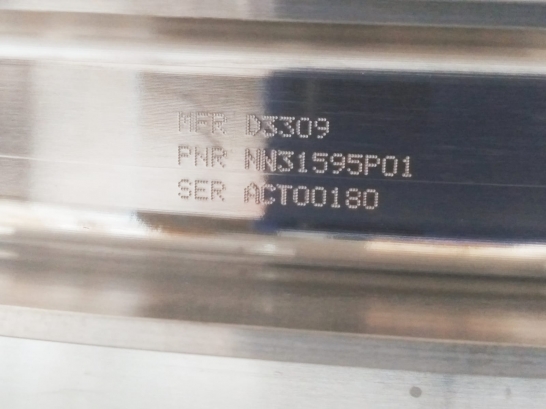 MFR D3309
PNR NN31595P01
SER ACT00180